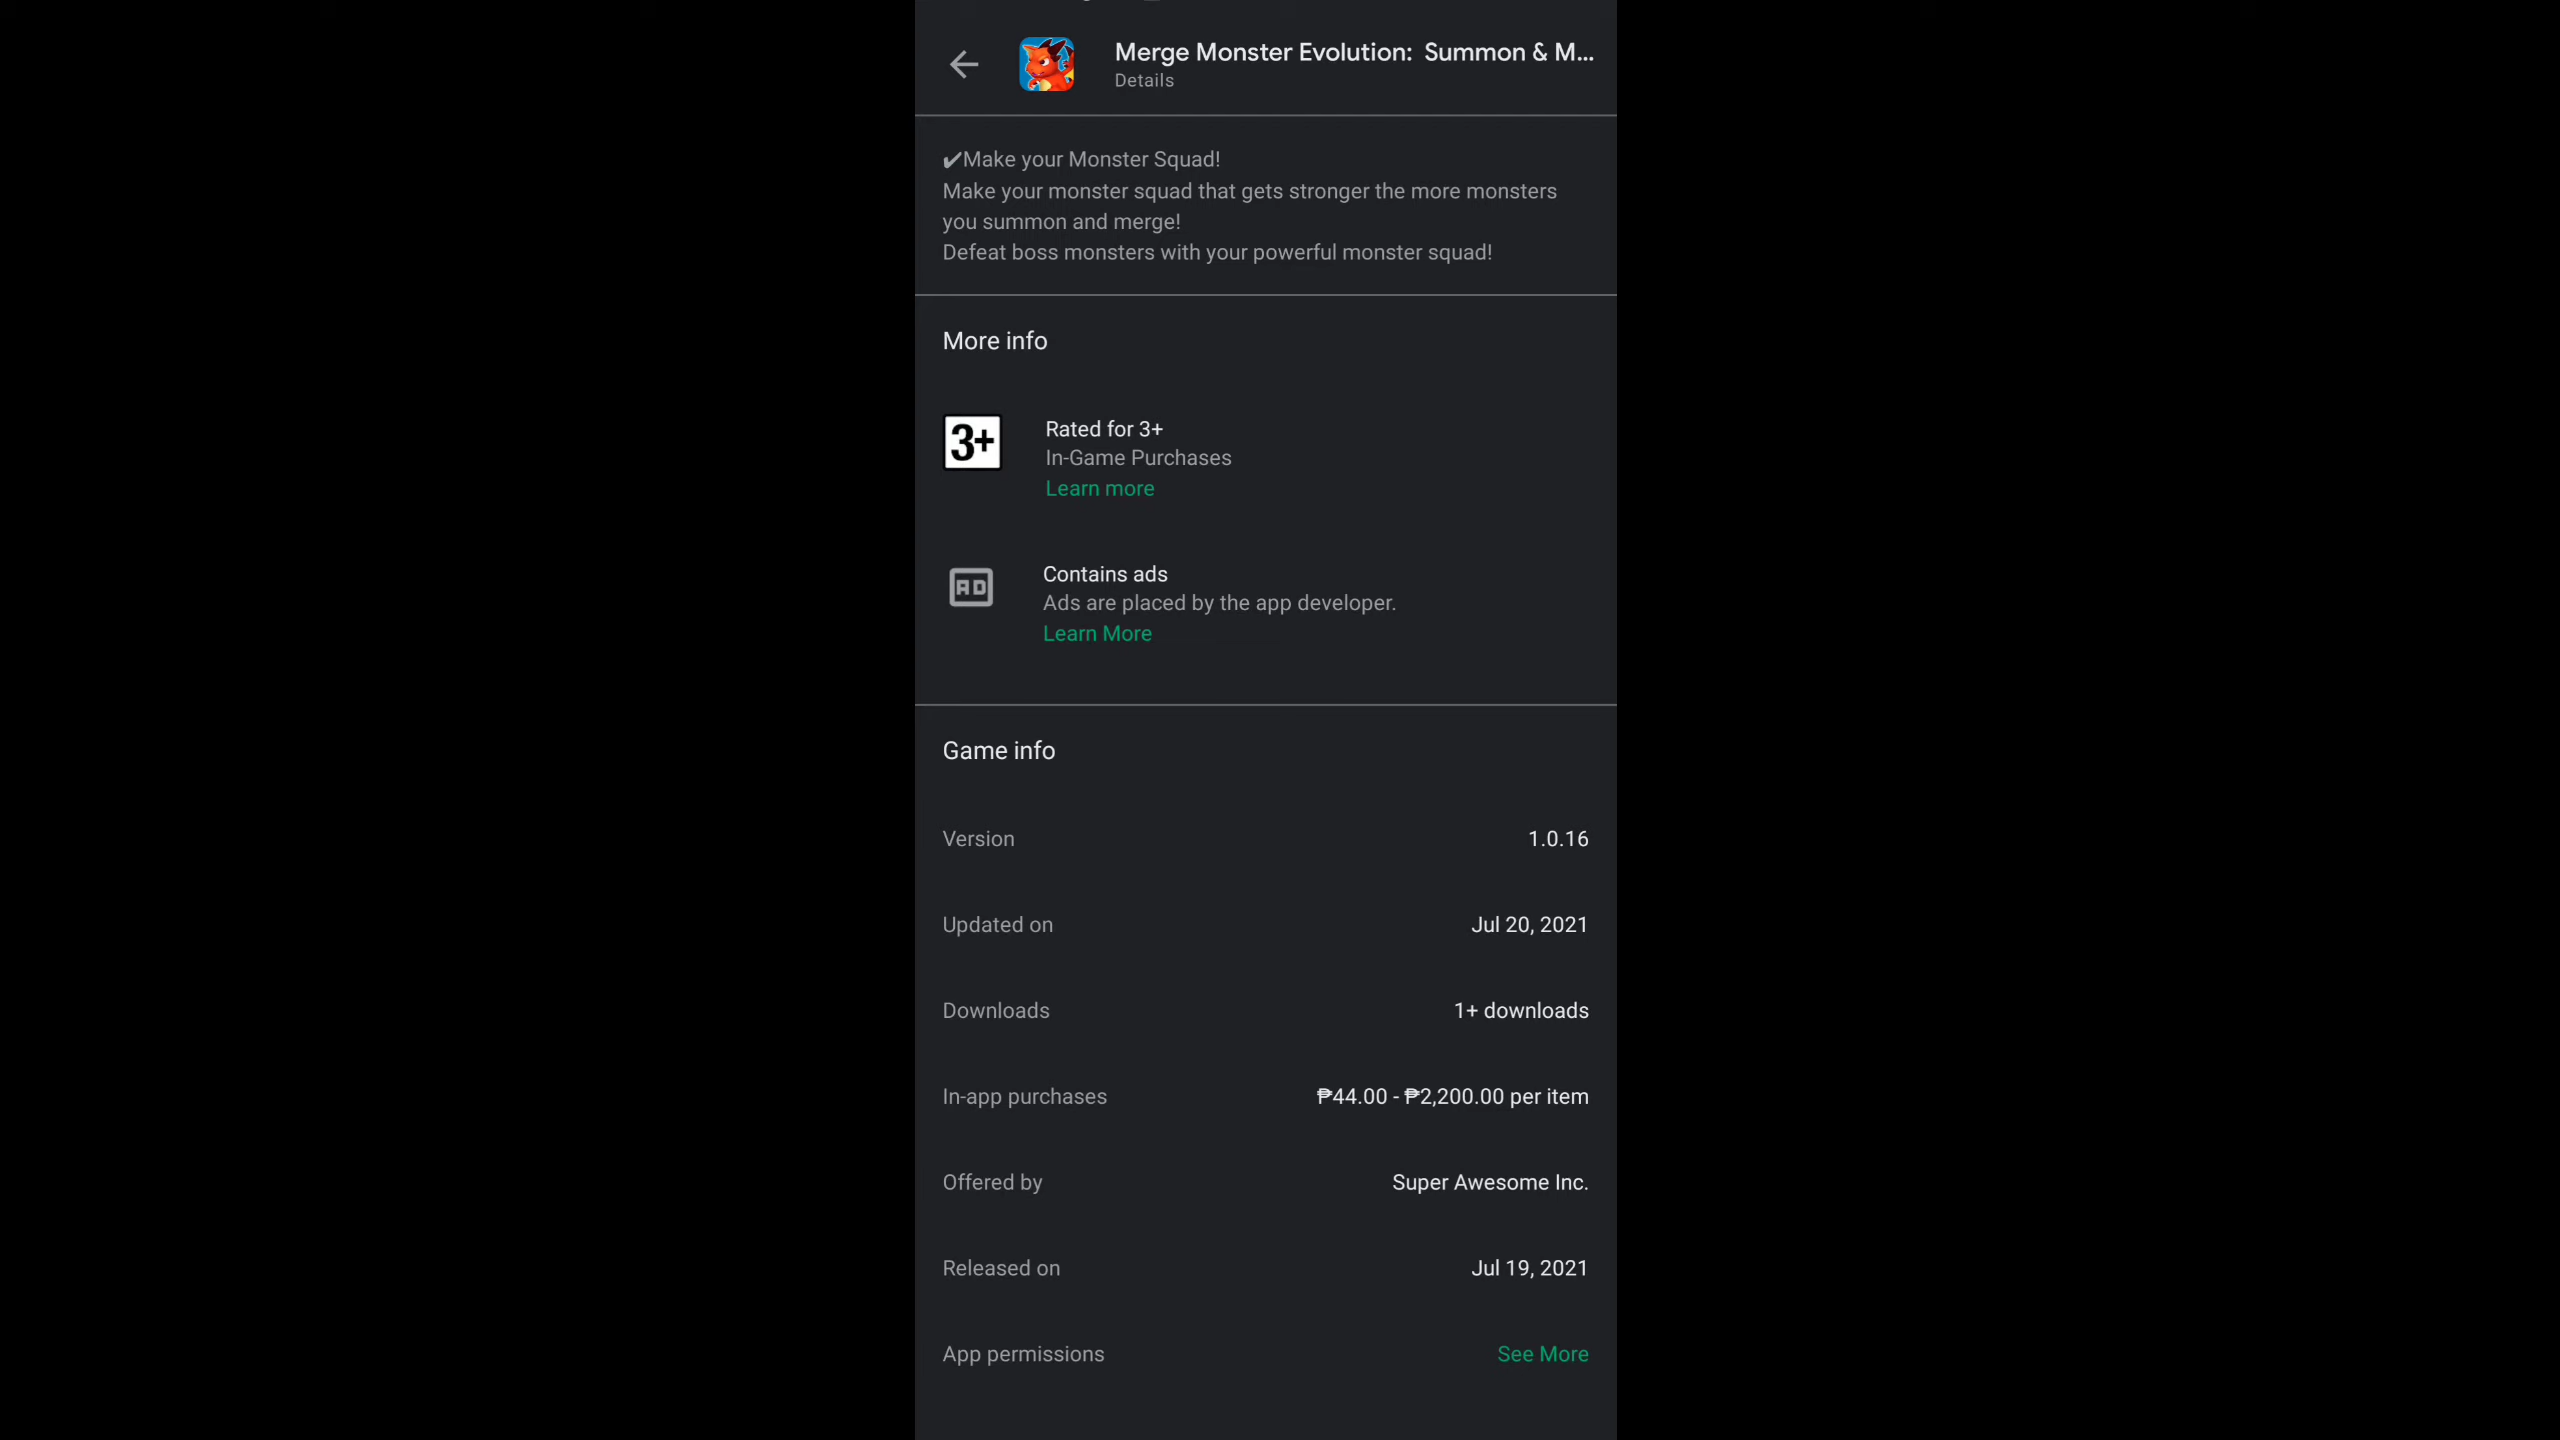 Merge Monster Evolution: Summon & M...
Details
✔Make your Monster Squad!
Make your monster squad that gets stronger the more monsters
you summon and merge!
Defeat boss monsters with your powerful monster squad!
More info
3+
Rated for 3+
In-Game Purchases
Learn more
AD
Contains ads
Ads are placed by the app developer.
Learn More
Game info
Version 1.0.16
Updated on Jul 20, 2021
Downloads 1+ downloads
In-app purchases ₱44.00 - ₱2,200.00 per item
Offered by Super Awesome Inc.
Released on Jul 19, 2021
App permissions See More